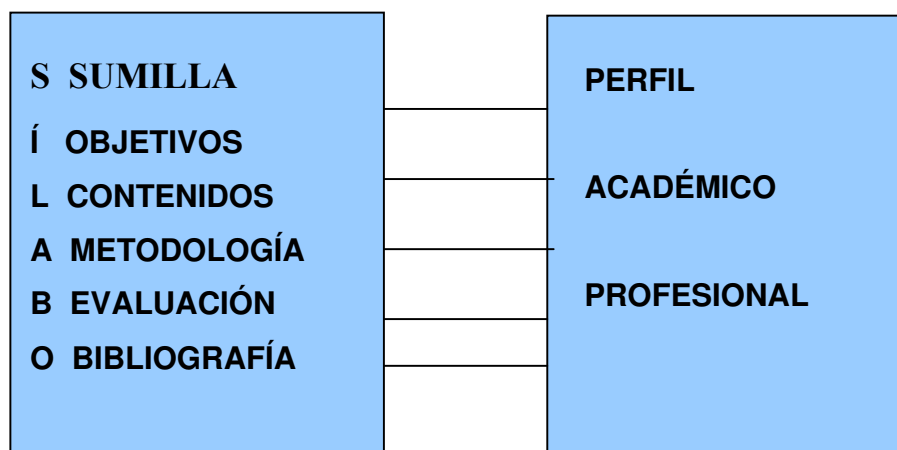 S SUMILLA
Í OBJETIVOS
L CONTENIDOS
A METODOLOGÍA
B EVALUACIÓN
O BIBLIOGRAFÍA
PERFIL
ACADÉMICO
PROFESIONAL